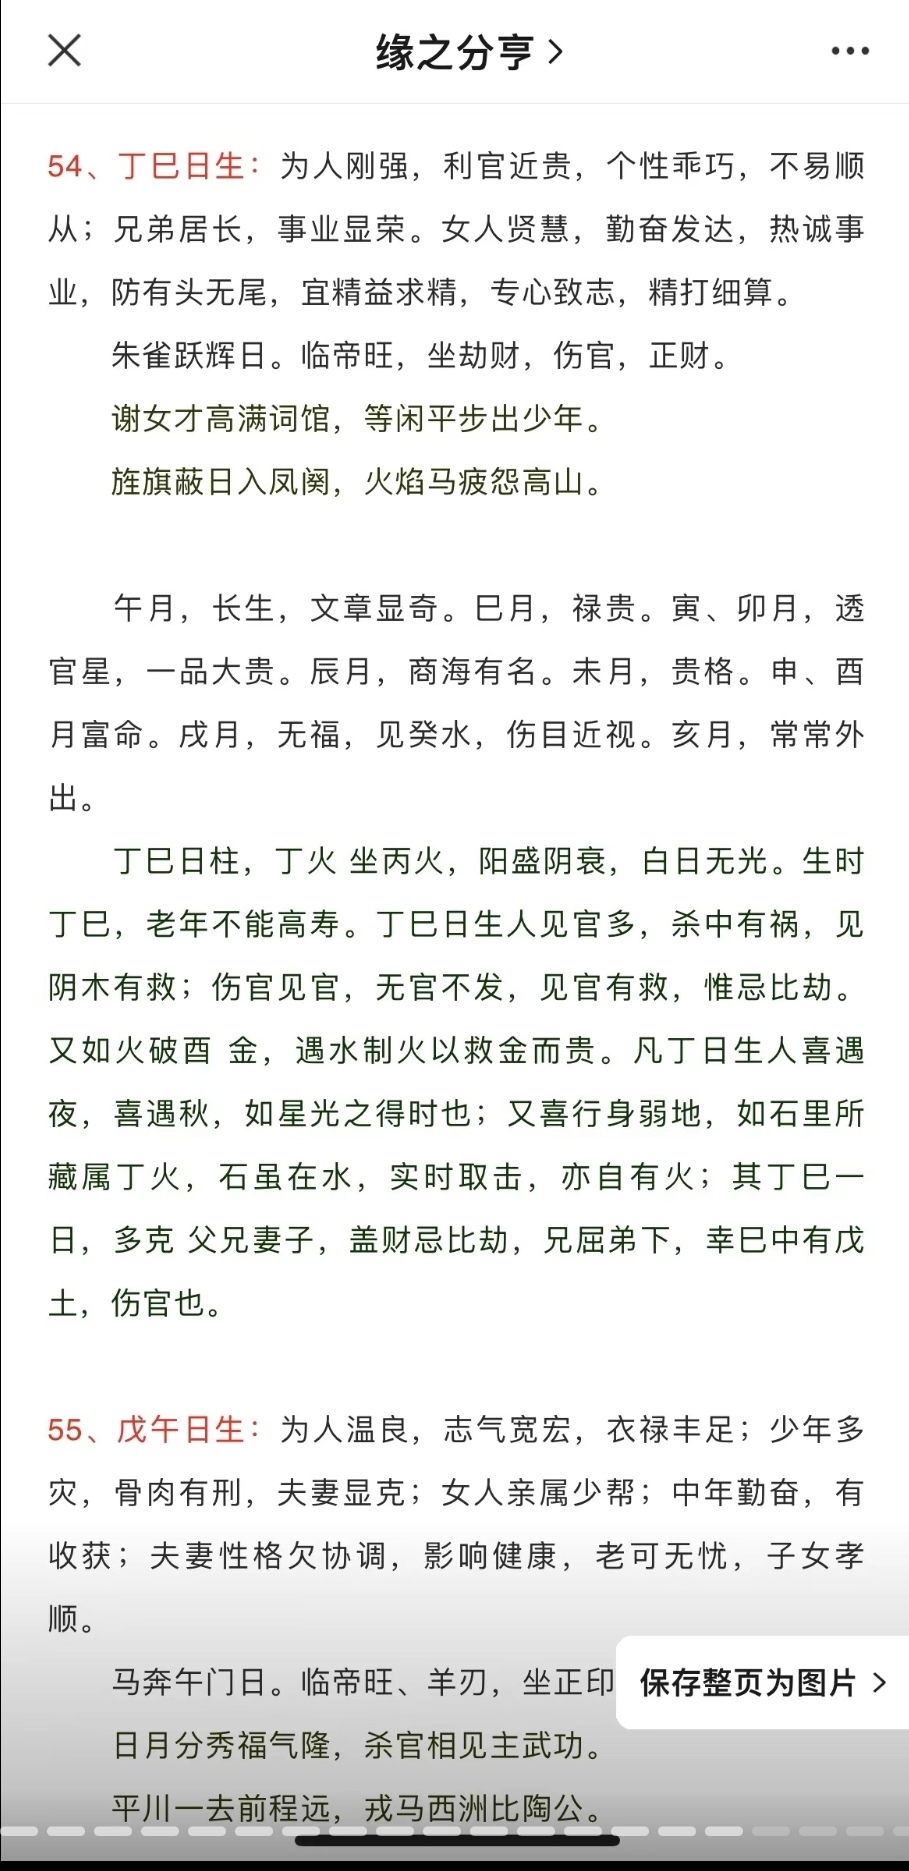 缘之分亨
54、丁巳日生：为人刚强，利官近贵，个性乖巧，不易顺
从；兄弟居长，事业显荣。女人贤慧，勤奋发达，热诚事
业，防有头无尾，宜精益求精，专心致志，精打细算。
朱雀跃辉日。临帝旺，坐劫财，伤官，正财。
谢女才高满词馆，等闲平步出少年。
旌旗蔽日入凤阕，火焰马疲怨高山。
午月，长生，文章显奇。巳月，禄贵。寅、卯月，透
官星，一品大贵。辰月，商海有名。未月，贵格。申、酉
月富命。戌月，无福，见癸水，伤目近视。亥月，常常外
出。
丁巳日柱，丁火 坐丙火，阳盛阴衰，白日无光。生时
丁巳，老年不能高寿。丁巳日生人见官多，杀中有祸，见
阴木有救；伤官见官，无官不发，见官有救，惟忌比劫。
又如火破酉 金，遇水制火以救金而贵。凡丁日生人喜遇
夜，喜遇秋，如星光之得时也；又喜行身弱地，如石里所
藏属丁火，石虽在水，实时取击，亦自有火；其丁巳一
日，多克 父兄妻子，盖财忌比劫，兄屈弟下，幸巳中有戊
土，伤官也。
55、戊午日生：为人温良，志气宽宏，衣禄丰足；少年多
灾，骨肉有刑，夫妻显克；女人亲属少帮；中年勤奋，有
收获；夫妻性格欠协调，影响健康，老可无忧，子女孝
顺。
马奔午门日。临帝旺、羊刃，坐正印
保存整页为图片
日月分秀福气隆，杀官相见主武功。
平川一去前程远，戎马西洲比陶公。